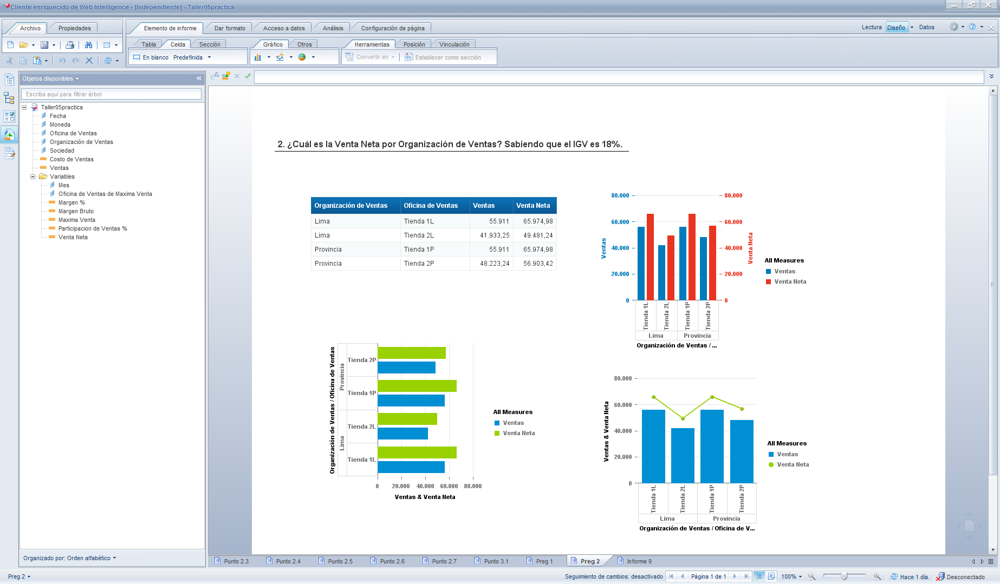 Cliente enriquecido de Web Intelligence - [Independiente] - Taller05practica
Archivo Propiedades Elemento de informe Dar formato Acceso a datos Análisis Configuración de página Lectura Diseño Datos
Tabla Celda Sección Gráfico Otros Herramientas Posición Vinculación
En blanco Predefinida Convertir en Establecer como sección
Objetos disponibles
Escriba aquí para filtrar árbol
Taller05practica
Fecha
Moneda
Oficina de Ventas
Organización de Ventas
Sociedad
Costo de Ventas
Ventas
Variables
Mes
Oficina de Ventas de Maxima Venta
Margen %
Margen Bruto
Maxima Venta
Participacion de Ventas %
Venta Neta
Organizado por: Orden alfabético
2. ¿Cuál es la Venta Neta por Organización de Ventas? Sabiendo que el IGV es 18%.
Organización de Ventas Oficina de Ventas Ventas Venta Neta
Lima Tienda 1L 55.911 65.974,98
Lima Tienda 2L 41.933,25 49.481,24
Provincia Tienda 1P 55.911 65.974,98
Provincia Tienda 2P 48.223,24 56.903,42
80.000 80.000
60.000 60.000
40.000 40.000
20.000 20.000
0 0
Ventas
Venta Neta
Tienda 1L Tienda 2L Tienda 1P Tienda 2P
Lima Provincia
Organización de Ventas / ...
All Measures
Ventas
Venta Neta
Organización de Ventas / Oficina de Ventas
Provincia
Lima
Tienda 2P
Tienda 1P
Tienda 2L
Tienda 1L
0 20.000 40.000 60.000 80.000
Ventas & Venta Neta
All Measures
Ventas
Venta Neta
80.000
60.000
40.000
20.000
0
Ventas & Venta Neta
Tienda 1L Tienda 2L Tienda 1P Tienda 2P
Lima Provincia
Organización de Ventas / Oficina de V...
All Measures
Ventas
Venta Neta
Punto 2.3 Punto 2.4 Punto 2.5 Punto 2.6 Punto 2.7 Punto 3.1 Preg 1 Preg 2 Informe 9
Preg 2 Seguimiento de cambios: desactivado Página 1 de 1 100% Hace 1 día. Desconectado